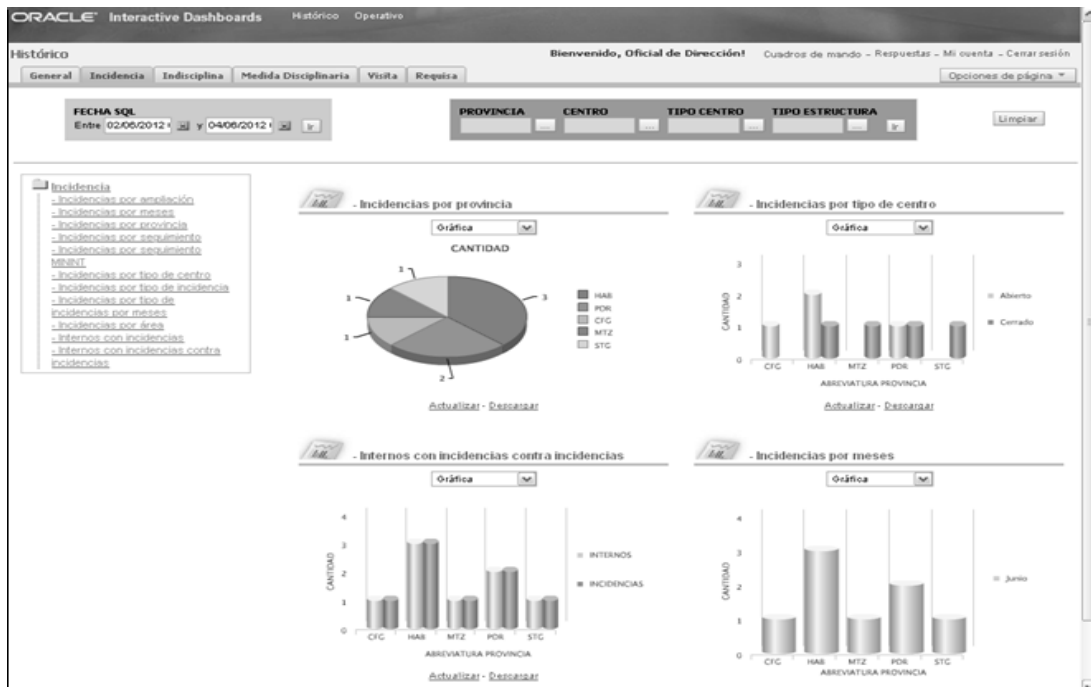 ORACLE Interactive Dashboards Histórico Operativo
Histórico
Bienvenido, Oficial de Dirección! Cuadros de mando - Respuestas - Mi cuenta - Cerrar sesión
General Incidencia Indisciplina Medida Disciplinaria Visita Requisa
Opciones de página
FECHA SQL
Entre 02/06/2012 y 04/06/2012 Ir
PROVINCIA CENTRO TIPO CENTRO TIPO ESTRUCTURA
... ... ... ... Ir
Limpiar
Incidencia
- Incidencias por ampliación
- Incidencias por meses
- Incidencias por provincia
- Incidencias por seguimiento
- Incidencias por seguimiento
MININT
- Incidencias por tipo de centro
- Incidencias por tipo de incidencia
- Incidencias por tipo de
incidencias por meses
- Incidencias por área
- Internos con incidencias
- Internos con incidencias contra
incidencias
- Incidencias por provincia
Gráfica
CANTIDAD
1
1
1
2
3
HAB
PDR
CFG
MTZ
STG
Actualizar - Descargar
- Incidencias por tipo de centro
Gráfica
CANTIDAD
3
2
1
0
CFG HAB MTZ PDR STG
ABREVIATURA PROVINCIA
Abierto
Cerrado
Actualizar - Descargar
- Internos con incidencias contra incidencias
Gráfica
CANTIDAD
4
3
2
1
0
CFG HAB MTZ PDR STG
ABREVIATURA PROVINCIA
INTERNOS
INCIDENCIAS
Actualizar - Descargar
- Incidencias por meses
Gráfica
CANTIDAD
4
3
2
1
0
CFG HAB MTZ PDR STG
ABREVIATURA PROVINCIA
Junio